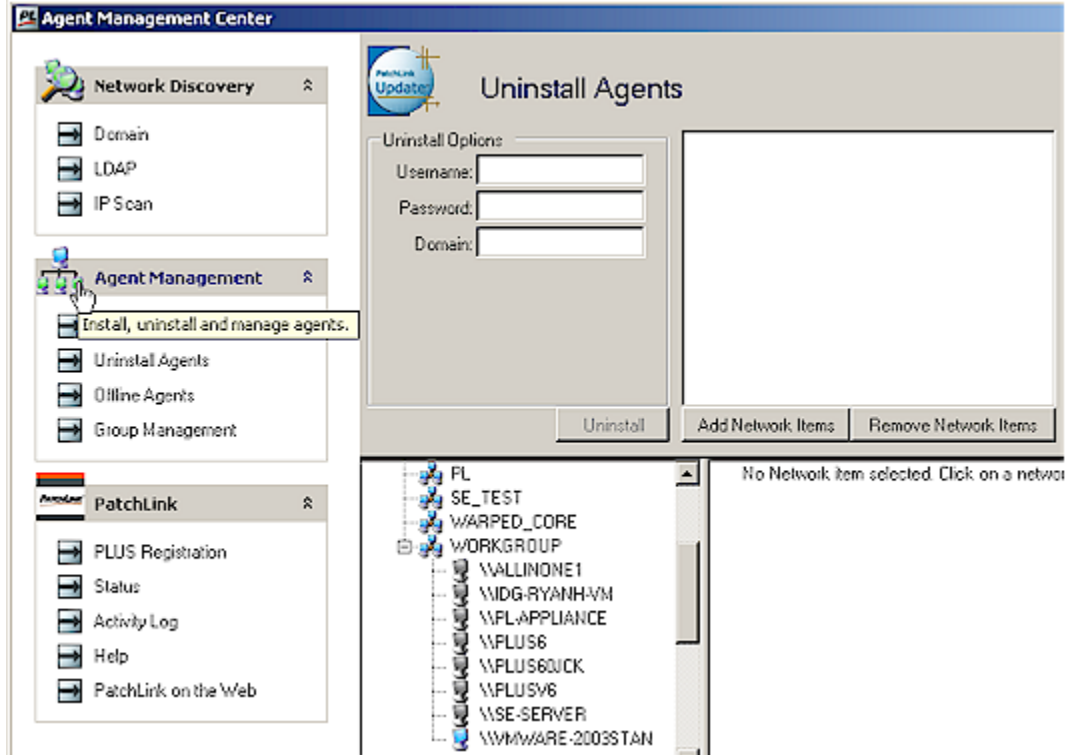 PL Agent Management Center
Network Discovery
Domain
LDAP
IP Scan
Agent Management
Install, uninstall and manage agents.
Uninstall Agents
Offline Agents
Group Management
PatchLink
PatchLink
PLUS Registration
Status
Activity Log
Help
PatchLink on the Web
PatchLink
Update
Uninstall Agents
Uninstall Options
Username:
Password:
Domain:
Uninstall
Add Network Items
Remove Network Items
PL
SE_TEST
WARPED_CORE
WORKGROUP
\\ALLINONE1
\\IDG-RYANH-VM
\\PL-APPLIANCE
\\PLUS6
\\PLUS60JCK
\\PLUSV6
\\SE-SERVER
\\VMWARE-2003STAN
No Network item selected. Click on a networ